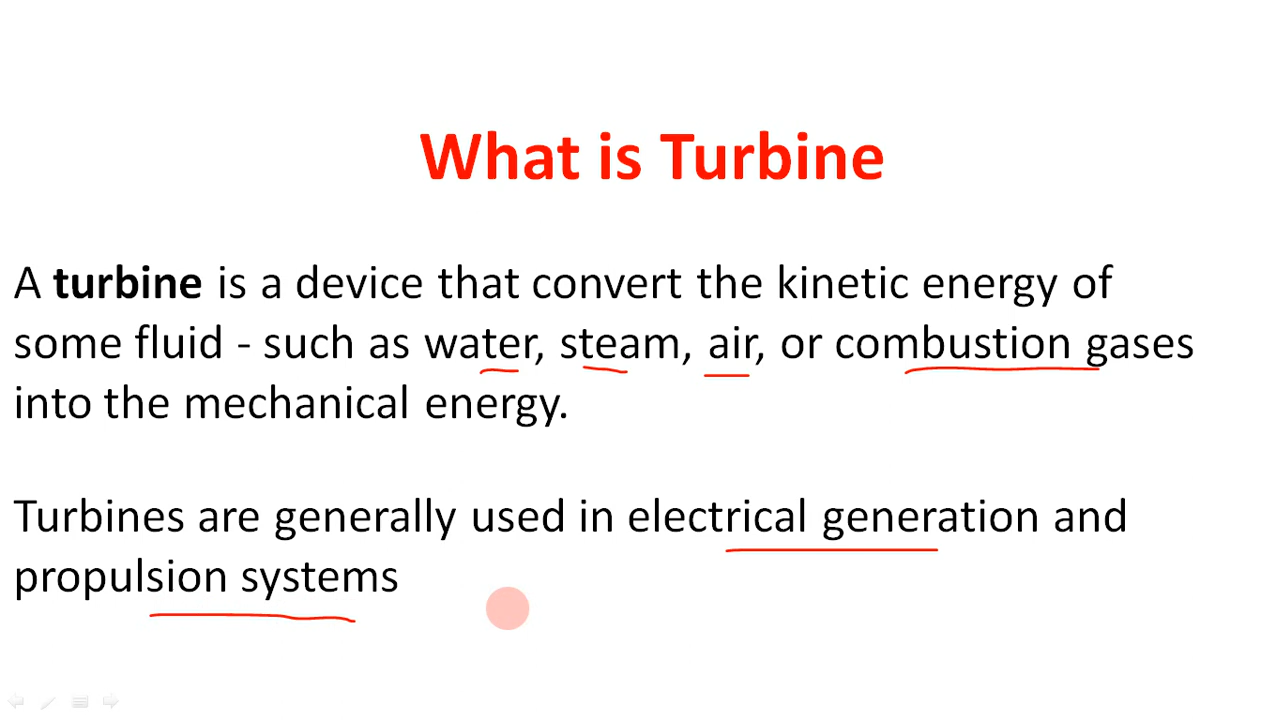 What is Turbine
A turbine is a device that convert the kinetic energy of
some fluid - such as water, steam, air, or combustion gases
into the mechanical energy.
Turbines are generally used in electrical generation and
propulsion systems